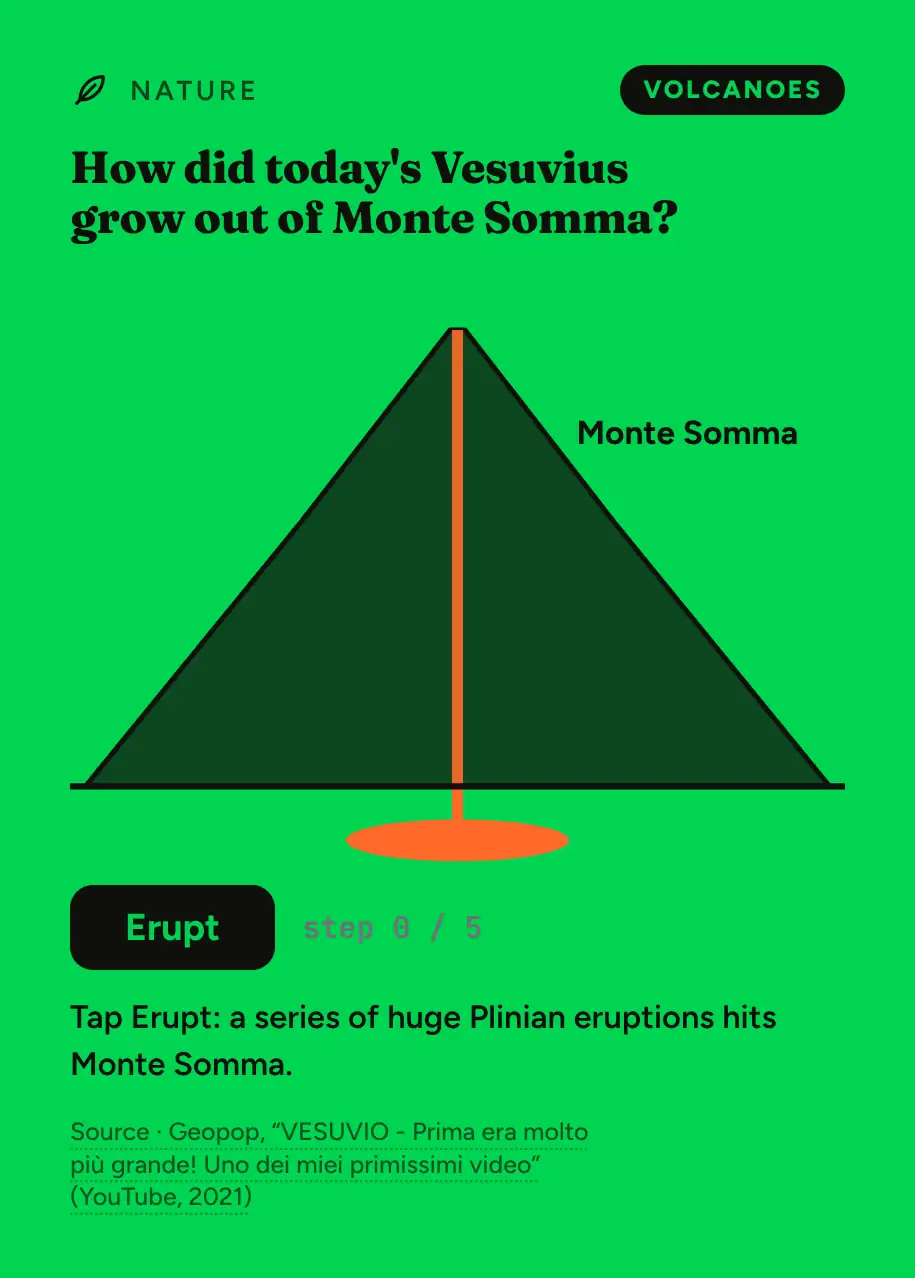 NATURE
VOLCANOES
How did today's Vesuvius
grow out of Monte Somma?
Monte Somma
Erupt
step 0 / 5
Tap Erupt: a series of huge Plinian eruptions hits
Monte Somma.
Source · Geopop, “VESUVIO - Prima era molto
più grande! Uno dei miei primissimi video”
(YouTube, 2021)